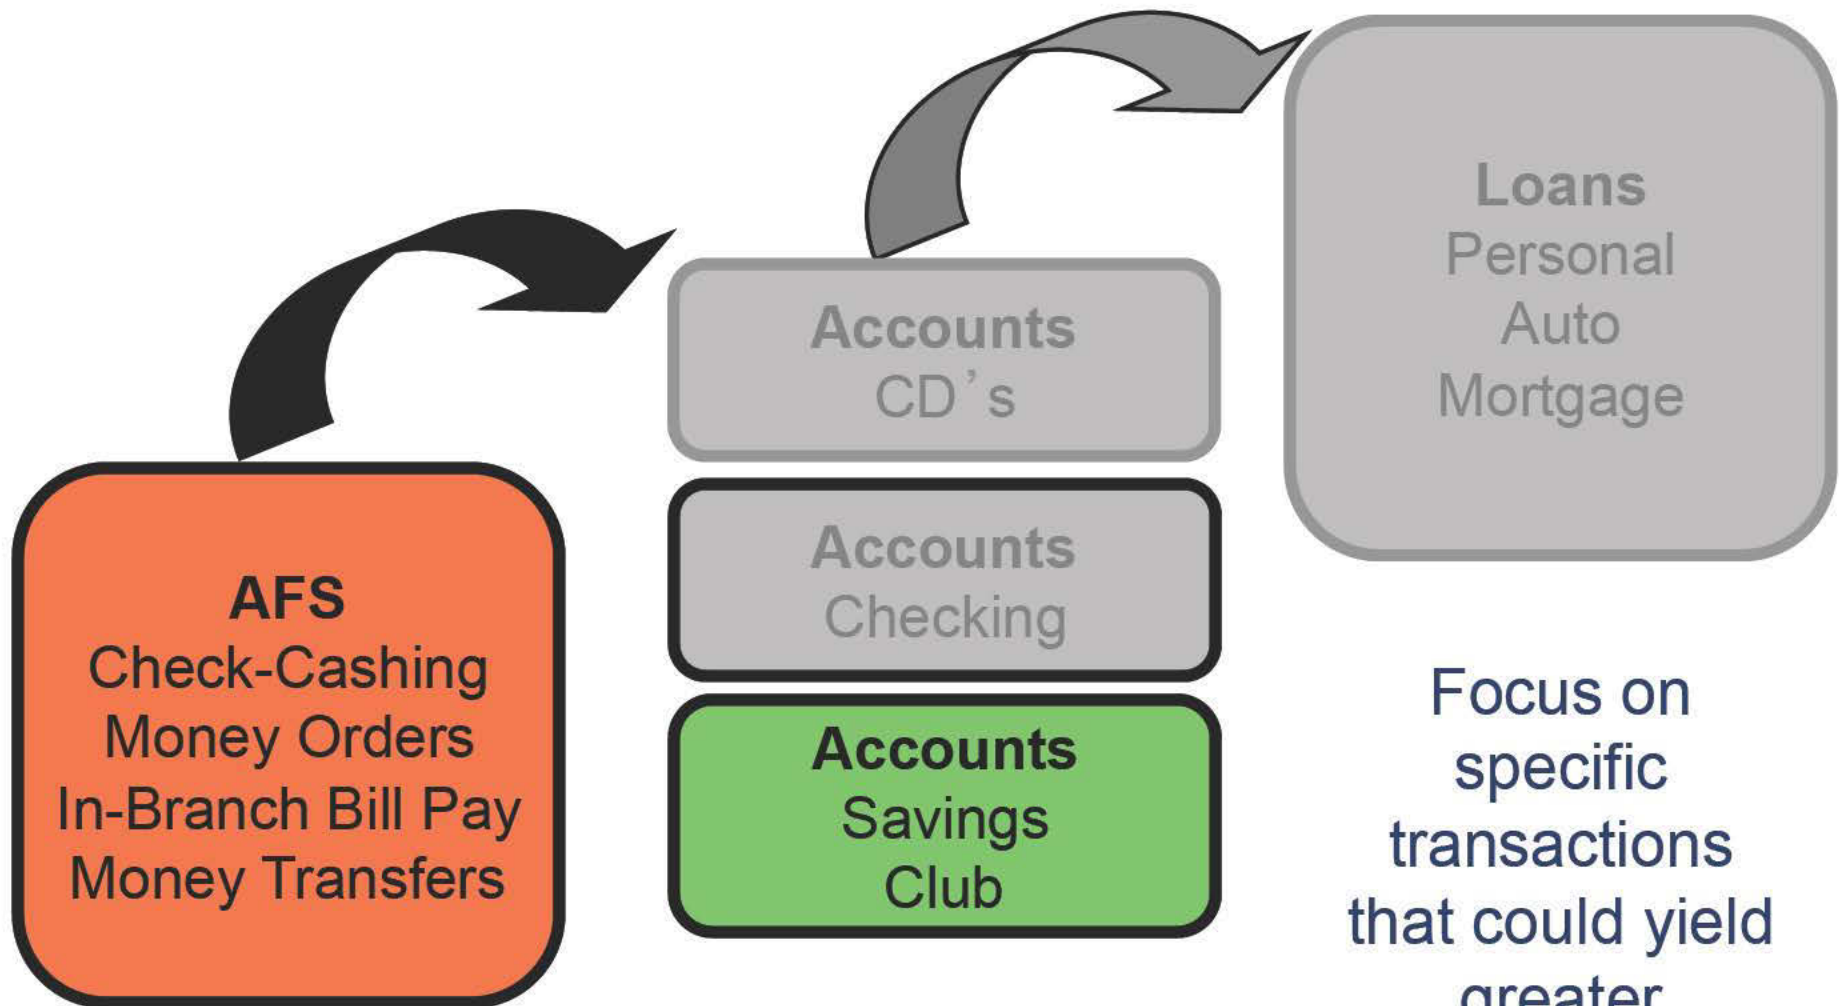 AFS
Check-Cashing
Money Orders
In-Branch Bill Pay
Money Transfers
Accounts
CD's
Accounts
Checking
Accounts
Savings
Club
Loans
Personal
Auto
Mortgage
Focus on
specific
transactions
that could yield
greater